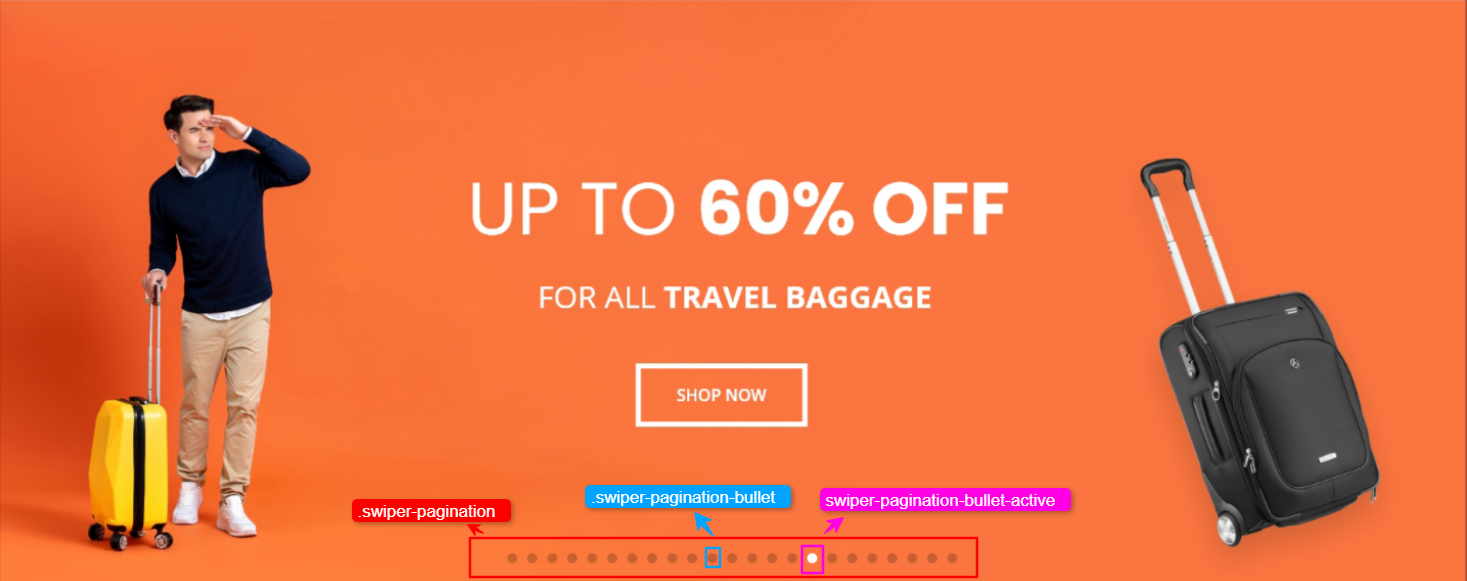 UP TO 60% OFF
FOR ALL TRAVEL BAGGAGE
SHOP NOW
.swiper-pagination
.swiper-pagination-bullet
swiper-pagination-bullet-active